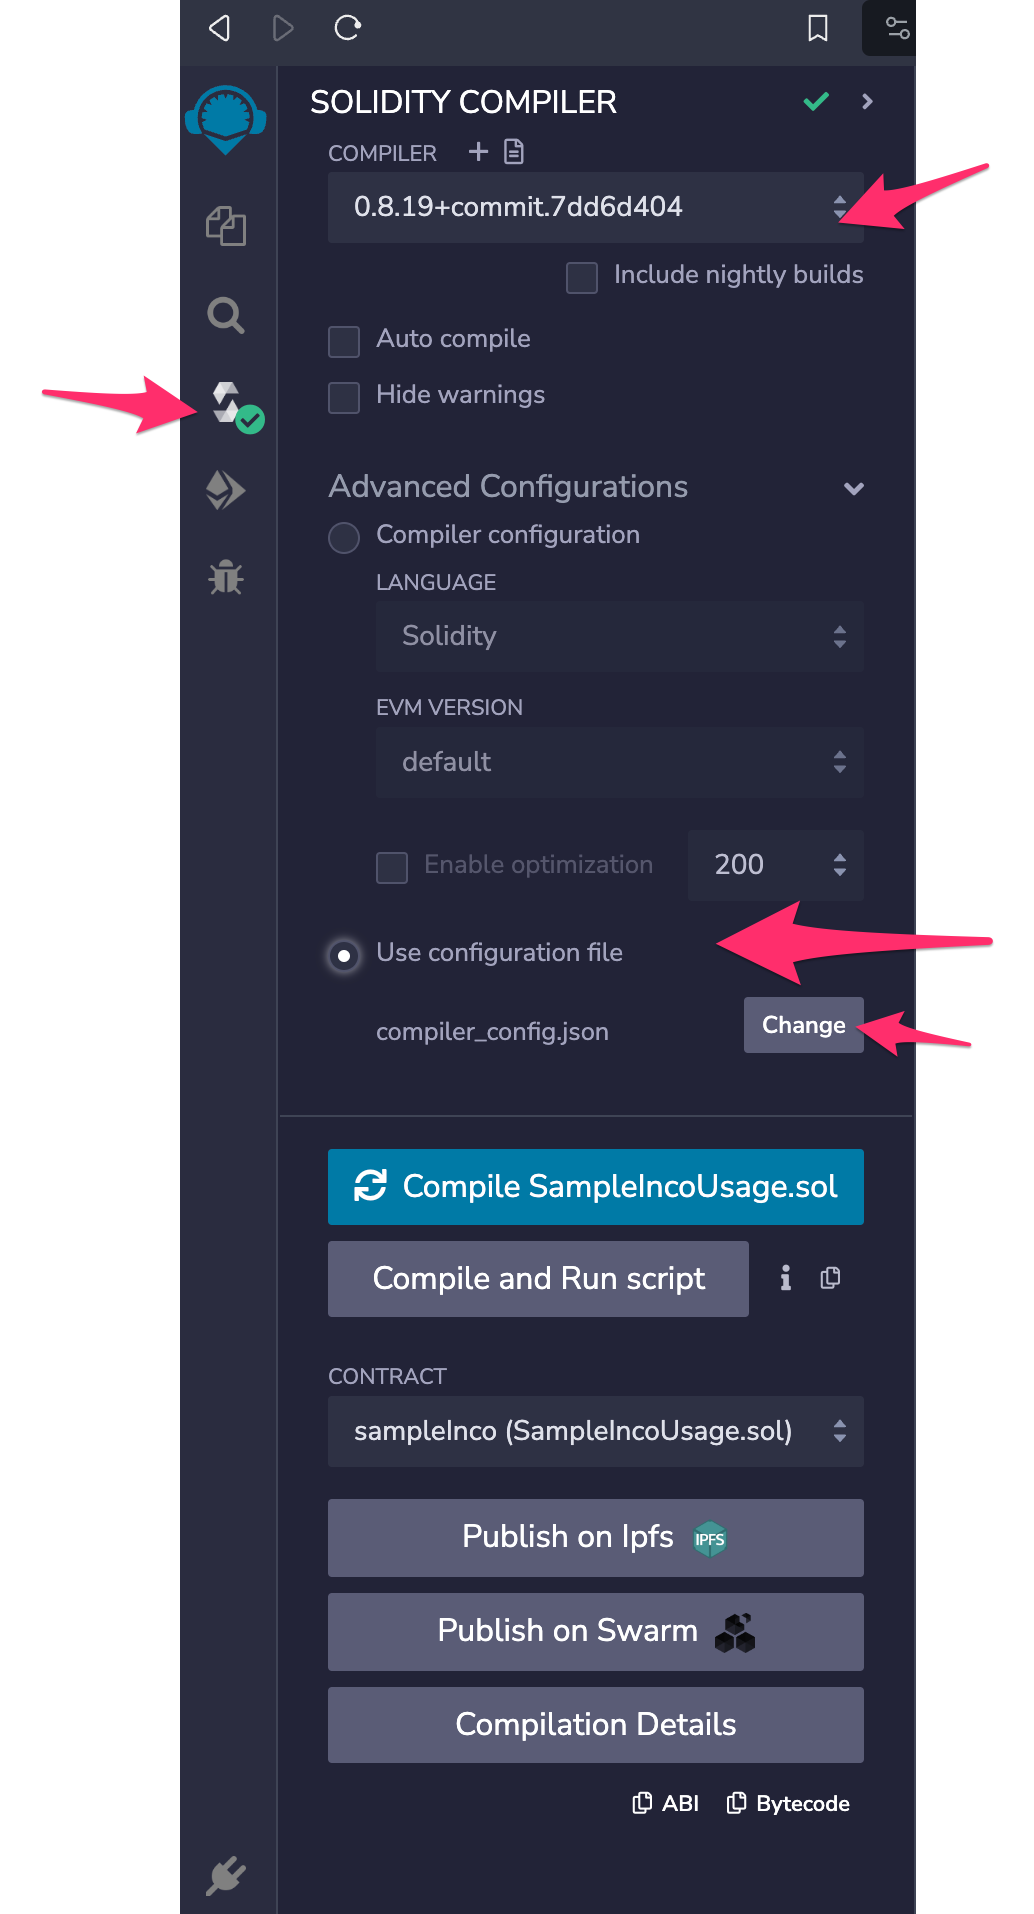 SOLIDITY COMPILER
COMPILER
0.8.19+commit.7dd6d404
Include nightly builds
Auto compile
Hide warnings
Advanced Configurations
Compiler configuration
LANGUAGE
Solidity
EVM VERSION
default
Enable optimization 200
Use configuration file
compiler_config.json Change
Compile SampleIncoUsage.sol
Compile and Run script
CONTRACT
sampleInco (SampleIncoUsage.sol)
Publish on Ipfs IPFS
Publish on Swarm
Compilation Details
ABI Bytecode